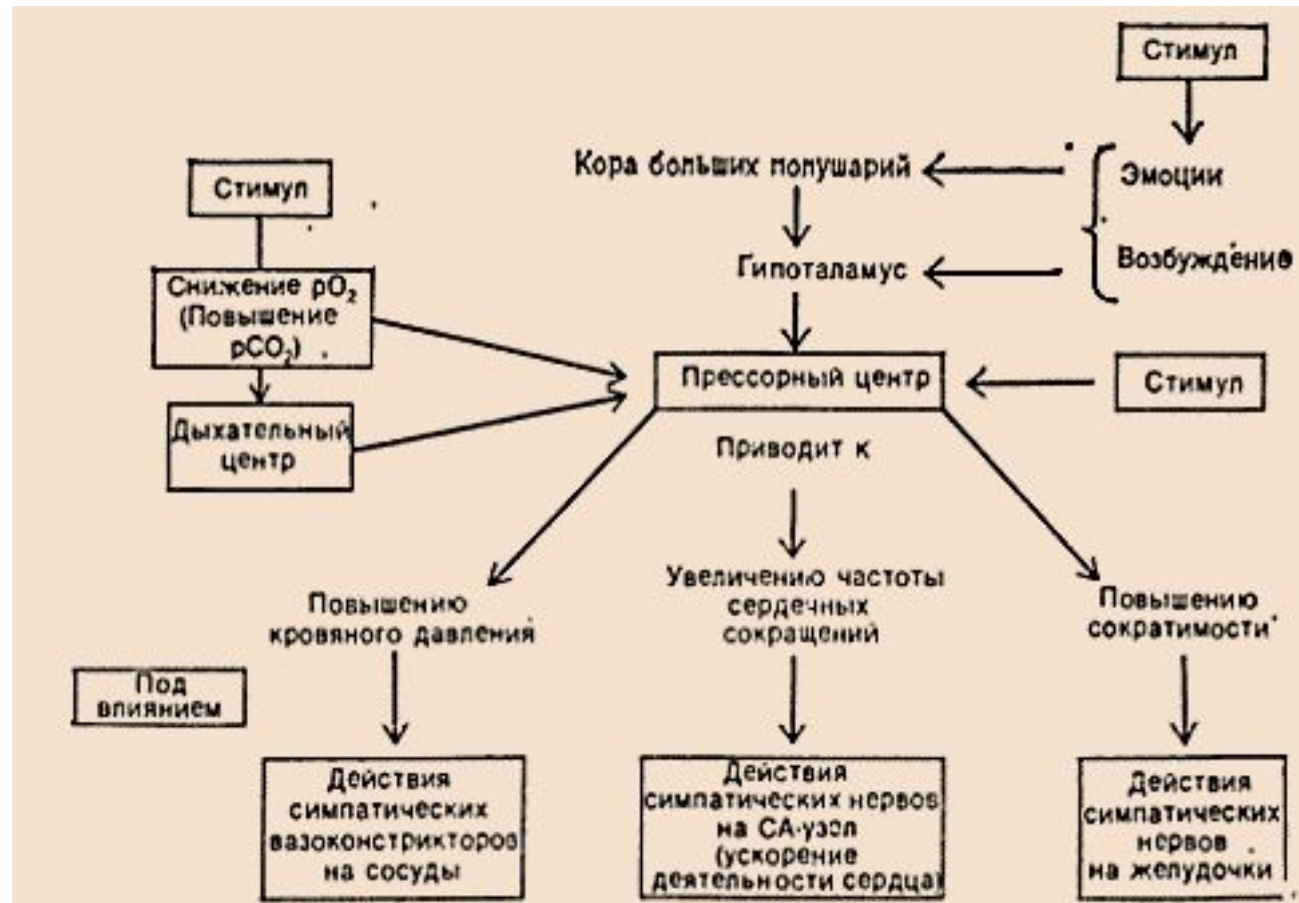 Стимул
Кора больших полушарий
Эмоции
Стимул
Гипоталамус
Возбуждение
Снижение pO₂
(Повышение
pCO₂)
Прессорный центр
Стимул
Дыхательный
центр
Приводит к
Повышению
кровяного давления
Увеличению частоты
сердечных
сокращений
Повышению
сократимости
Под
влиянием
Действия
симпатических
вазоконстрикторов
на сосуды
Действия
симпатических нервов
на СА-узел
(ускорение
деятельности сердца)
Действия
симпатических
нервов
на желудочки